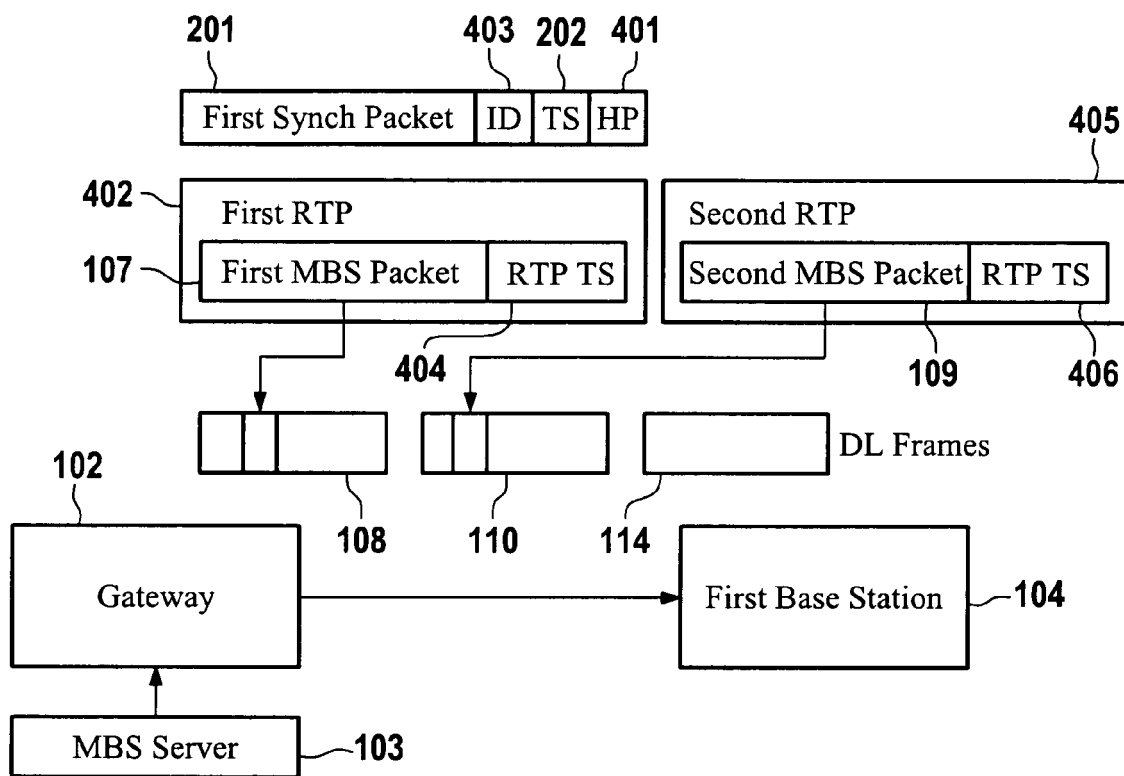 201 403 202 401
First Synch Packet ID TS HP
405
402
First RTP Second RTP
107 First MBS Packet RTP TS Second MBS Packet RTP TS
404 109 406
DL Frames
102
108 110 114
Gateway First Base Station 104
MBS Server 103